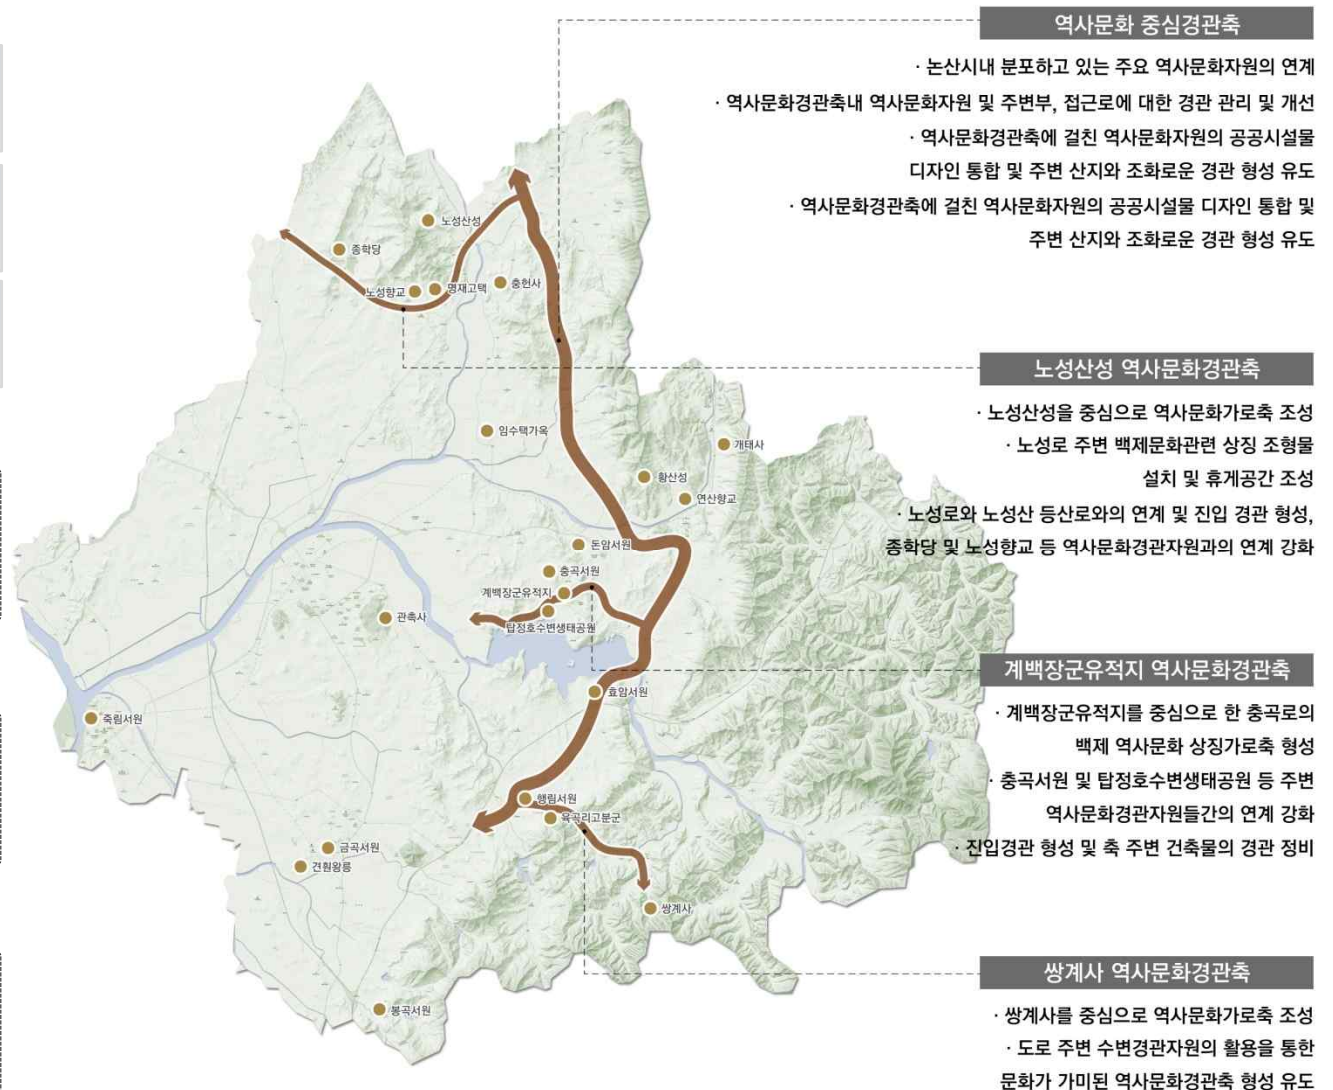 역사문화 중심경관축
· 논산시내 분포하고 있는 주요 역사문화자원의 연계
· 역사문화경관축내 역사문화자원 및 주변부, 접근로에 대한 경관 관리 및 개선
· 역사문화경관축에 걸친 역사문화자원의 공공시설물
디자인 통합 및 주변 산지와 조화로운 경관 형성 유도
· 역사문화경관축에 걸친 역사문화자원의 공공시설물 디자인 통합 및
주변 산지와 조화로운 경관 형성 유도
노성산성 역사문화경관축
· 노성산성을 중심으로 역사문화가로축 조성
· 노성로 주변 백제문화관련 상징 조형물
설치 및 휴게공간 조성
· 노성로와 노성산 등산로와의 연계 및 진입 경관 형성,
종학당 및 노성향교 등 역사문화경관자원과의 연계 강화
계백장군유적지 역사문화경관축
· 계백장군유적지를 중심으로 한 충곡로의
백제 역사문화 상징가로축 형성
· 충곡서원 및 탑정호수변생태공원 등 주변
역사문화경관자원들간의 연계 강화
· 진입경관 형성 및 축 주변 건축물의 경관 정비
쌍계사 역사문화경관축
· 쌍계사를 중심으로 역사문화가로축 조성
· 도로 주변 수변경관자원의 활용을 통한
문화가 가미된 역사문화경관축 형성 유도
노성산성
종학당
노성향교
명재고택
충헌사
임수택가옥
개태사
황산성
연산향교
돈암서원
충곡서원
계백장군유적지
탑정호수변생태공원
관촉사
효암서원
죽림서원
행림서원
육곡리고분군
금곡서원
견훤왕릉
쌍계사
봉곡서원